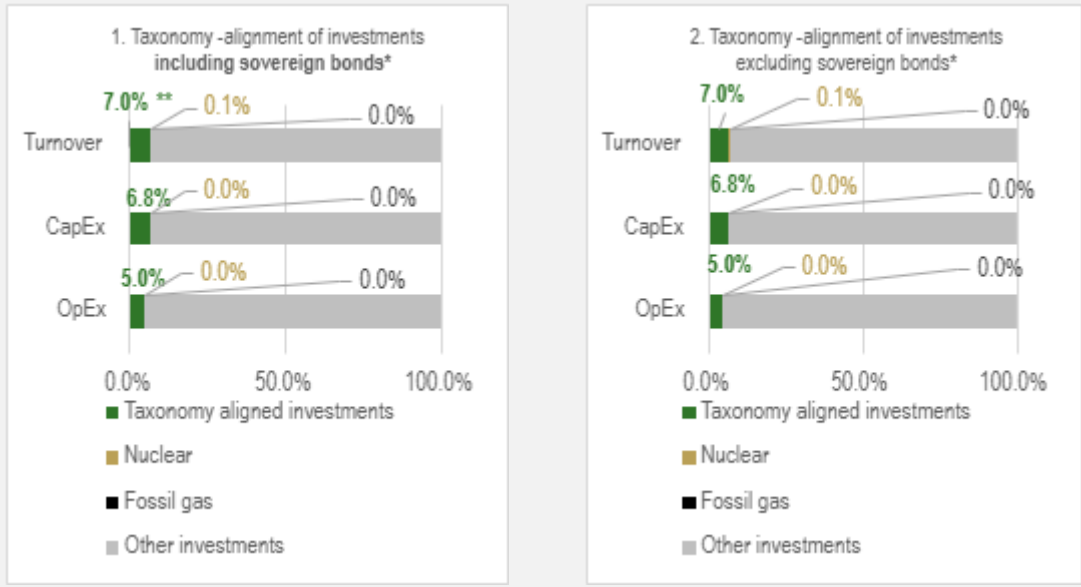 1. Taxonomy -alignment of investments
including sovereign bonds*
7.0% ** 0.1% 0.0%
Turnover
6.8% 0.0% 0.0%
CapEx
5.0% 0.0% 0.0%
OpEx
0.0% 50.0% 100.0%
Taxonomy aligned investments
Nuclear
Fossil gas
Other investments
2. Taxonomy -alignment of investments
excluding sovereign bonds*
7.0% 0.1% 0.0%
Turnover
6.8% 0.0% 0.0%
CapEx
5.0% 0.0% 0.0%
OpEx
0.0% 50.0% 100.0%
Taxonomy aligned investments
Nuclear
Fossil gas
Other investments